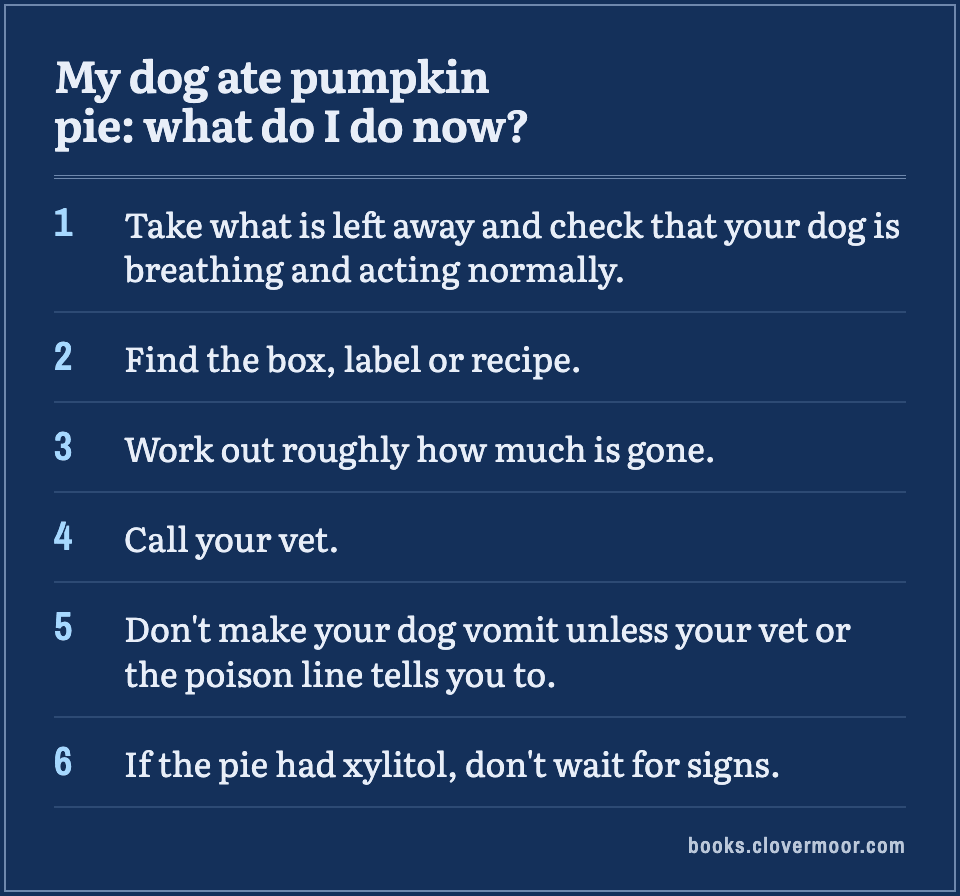 My dog ate pumpkin
pie: what do I do now?
1 Take what is left away and check that your dog is
breathing and acting normally.
2 Find the box, label or recipe.
3 Work out roughly how much is gone.
4 Call your vet.
5 Don't make your dog vomit unless your vet or
the poison line tells you to.
6 If the pie had xylitol, don't wait for signs.
books.clovermoor.com